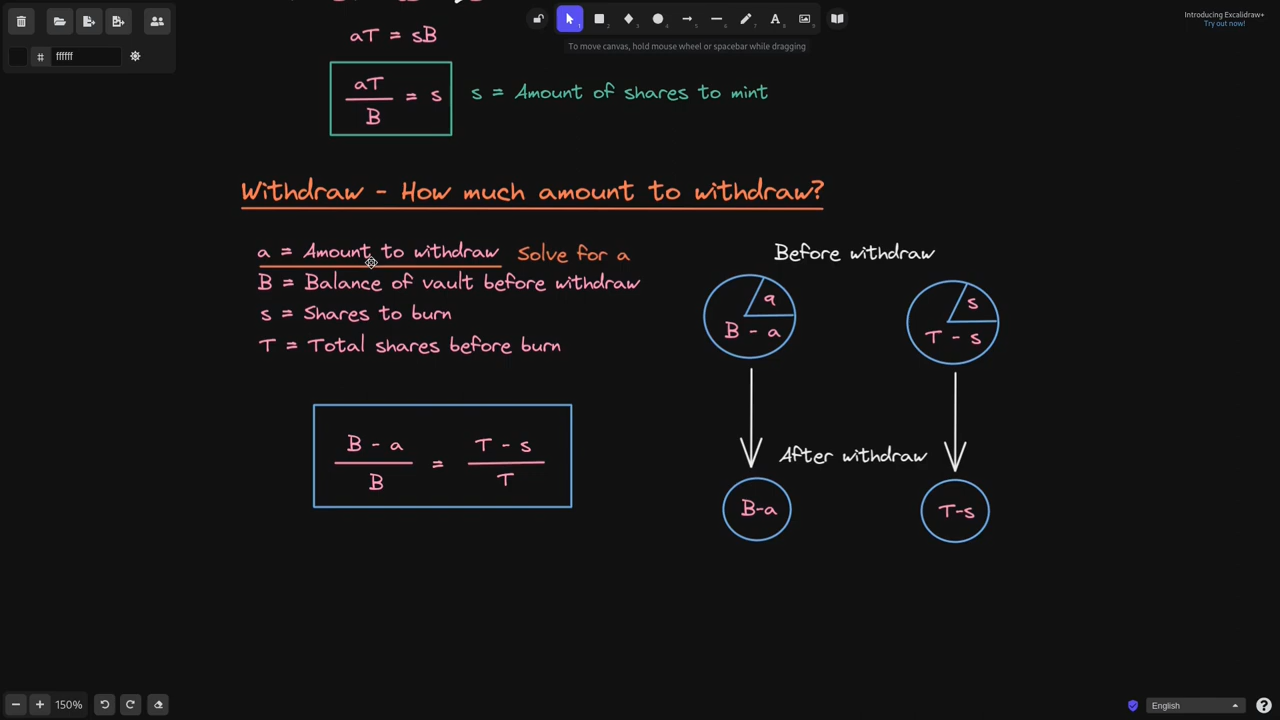 Introducing Excalidraw+
Try out now!
To move canvas, hold mouse wheel or spacebar while dragging
# ffffff
aT = sB
aT
B
= s
s = Amount of shares to mint
Withdraw - How much amount to withdraw?
a = Amount to withdraw
Solve for a
B = Balance of vault before withdraw
s = Shares to burn
T = Total shares before burn
B - a
B
=
T - s
T
Before withdraw
a
B - a
s
T - s
After withdraw
B-a
T-s
150%
English